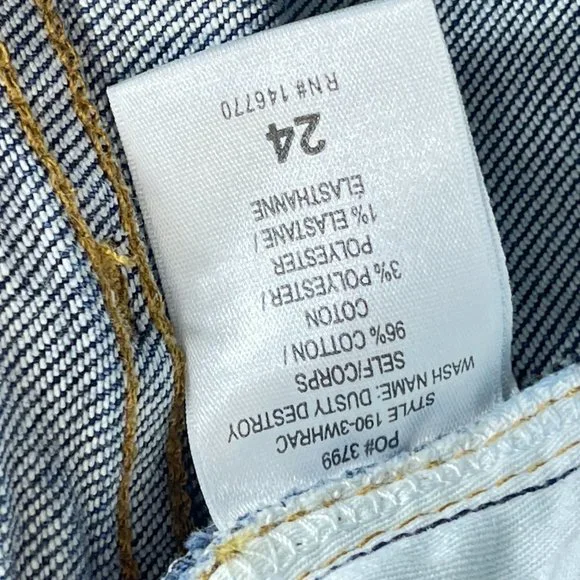 PO# 3799
STYLE 190-3WHRAC
WASH NAME: DUSTY DESTROY
SELF/CORPS
96% COTTON /
COTON
3% POLYESTER /
POLYESTER
1% ELASTANE /
ÉLASTHANNE
24
RN# 146770